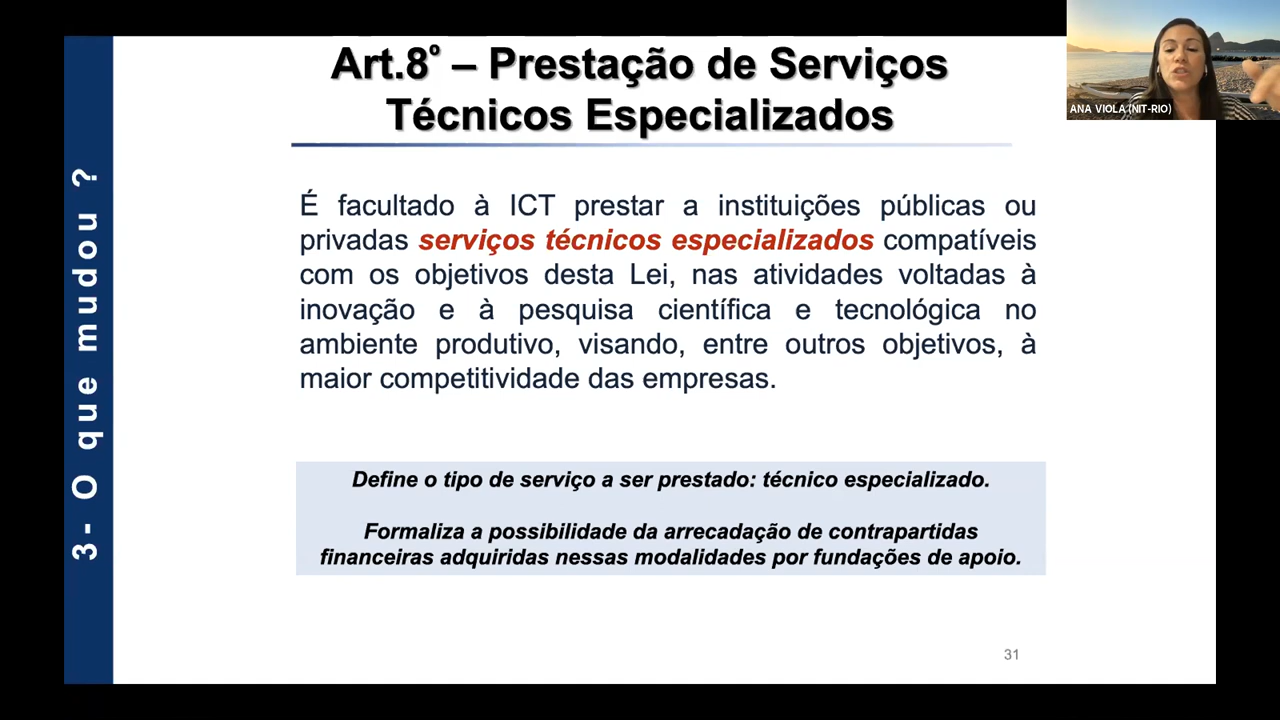 Art.8º – Prestação de Serviços
Técnicos Especializados
ANA VIOLA (NIT-RIO)
3- O que mudou ?
É facultado à ICT prestar a instituições públicas ou
privadas serviços técnicos especializados compatíveis
com os objetivos desta Lei, nas atividades voltadas à
inovação e à pesquisa científica e tecnológica no
ambiente produtivo, visando, entre outros objetivos, à
maior competitividade das empresas.
Define o tipo de serviço a ser prestado: técnico especializado.
Formaliza a possibilidade da arrecadação de contrapartidas
financeiras adquiridas nessas modalidades por fundações de apoio.
31